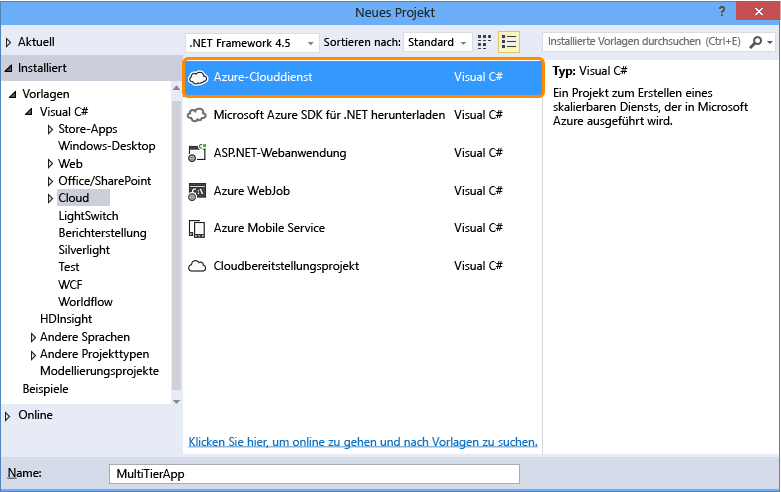 Neues Projekt
? ×
Aktuell
.NET Framework 4.5 Sortieren nach: Standard
Installierte Vorlagen durchsuchen (Ctrl+E)
Installiert
Vorlagen
Visual C#
Store-Apps
Windows-Desktop
Web
Office/SharePoint
Cloud
LightSwitch
Berichterstellung
Silverlight
Test
WCF
Worldflow
HDInsight
Andere Sprachen
Andere Projekttypen
Modellierungsprojekte
Beispiele
Online
Azure-Clouddienst Visual C#
Microsoft Azure SDK für .NET herunterladen Visual C#
ASP.NET-Webanwendung Visual C#
Azure WebJob Visual C#
Azure Mobile Service Visual C#
Cloudbereitstellungsprojekt Visual C#
Klicken Sie hier, um online zu gehen und nach Vorlagen zu suchen.
Typ: Visual C#
Ein Projekt zum Erstellen eines
skalierbaren Diensts, der in Microsoft
Azure ausgeführt wird.
Name: MultiTierApp